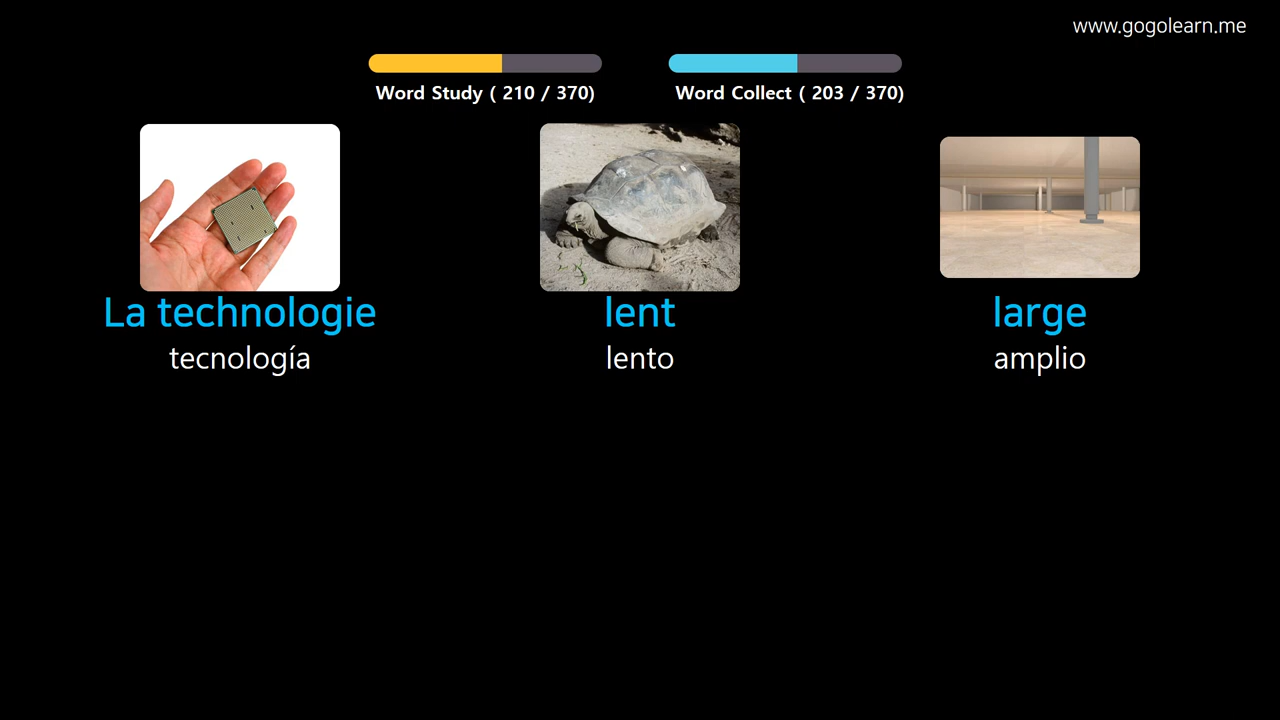 www.gogolearn.me
Word Study ( 210 / 370)
Word Collect ( 203 / 370)
La technologie
lent
large
tecnología
lento
amplio